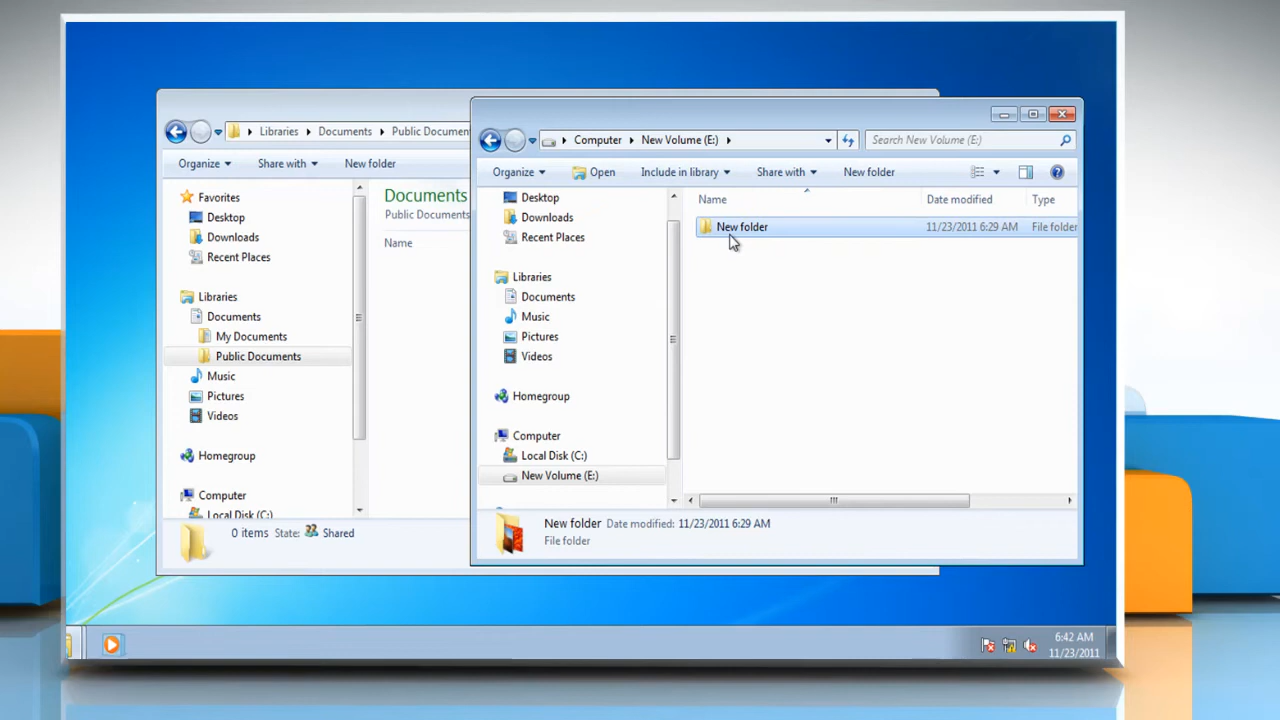 Libraries Documents Public Documen
Organize Share with New folder
Favorites
Desktop
Downloads
Recent Places
Libraries
Documents
My Documents
Public Documents
Music
Pictures
Videos
Homegroup
Computer
Local Disk (C:)
Documents
Public Documents
Name
0 items State: Shared
Computer New Volume (E:)
Search New Volume (E:)
Organize Open Include in library Share with New folder
Desktop
Downloads
Recent Places
Libraries
Documents
Music
Pictures
Videos
Homegroup
Computer
Local Disk (C:)
New Volume (E:)
Name Date modified Type
New folder 11/23/2011 6:29 AM File folder
New folder Date modified: 11/23/2011 6:29 AM
File folder
6:42 AM
11/23/2011